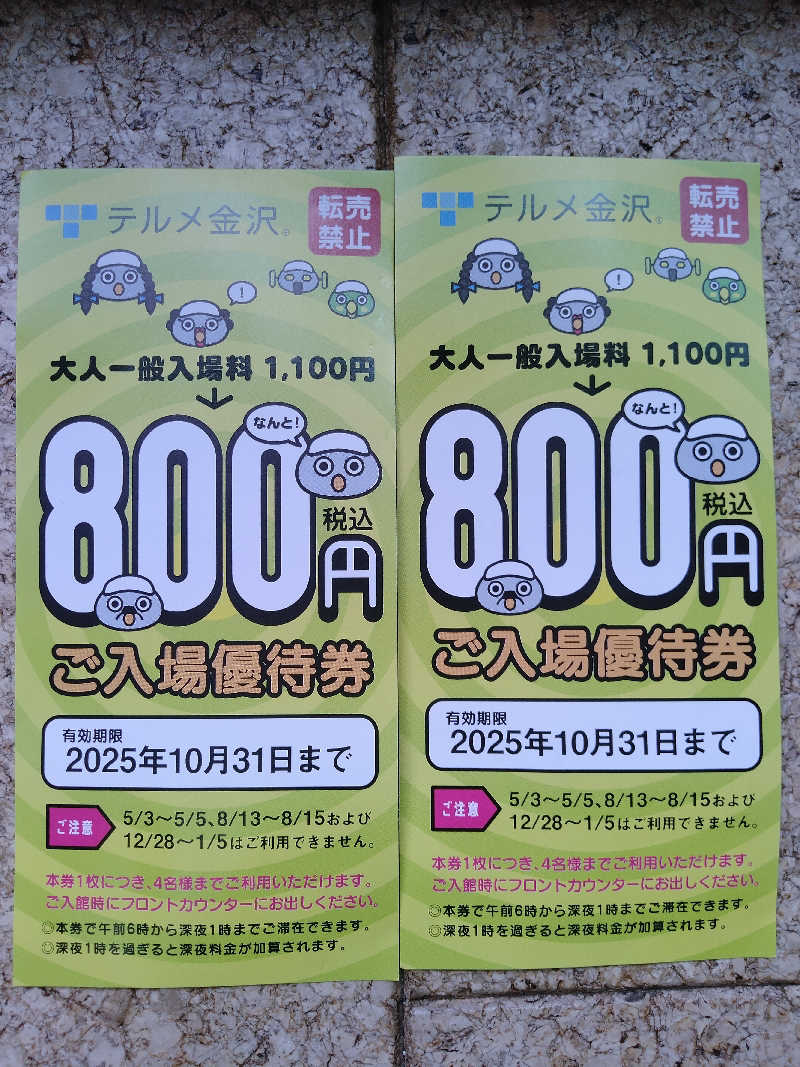 テルメ金沢®
転売
禁止
!
大人一般入場料 1,100円
なんと!
800円
税込
ご入場優待券
有効期限
2025年10月31日まで
ご注意
5/3～5/5、8/13～8/15および
12/28～1/5はご利用できません。
本券1枚につき、4名様までご利用いただけます。
ご入館時にフロントカウンターにお出しください。
◎本券で午前6時から深夜1時までご滞在できます。
◎深夜1時を過ぎると深夜料金が加算されます。
テルメ金沢®
転売
禁止
!
大人一般入場料 1,100円
なんと!
800円
税込
ご入場優待券
有効期限
2025年10月31日まで
ご注意
5/3～5/5、8/13～8/15および
12/28～1/5はご利用できません。
本券1枚につき、4名様までご利用いただけます。
ご入館時にフロントカウンターにお出しください。
◎本券で午前6時から深夜1時までご滞在できます。
◎深夜1時を過ぎると深夜料金が加算されます。